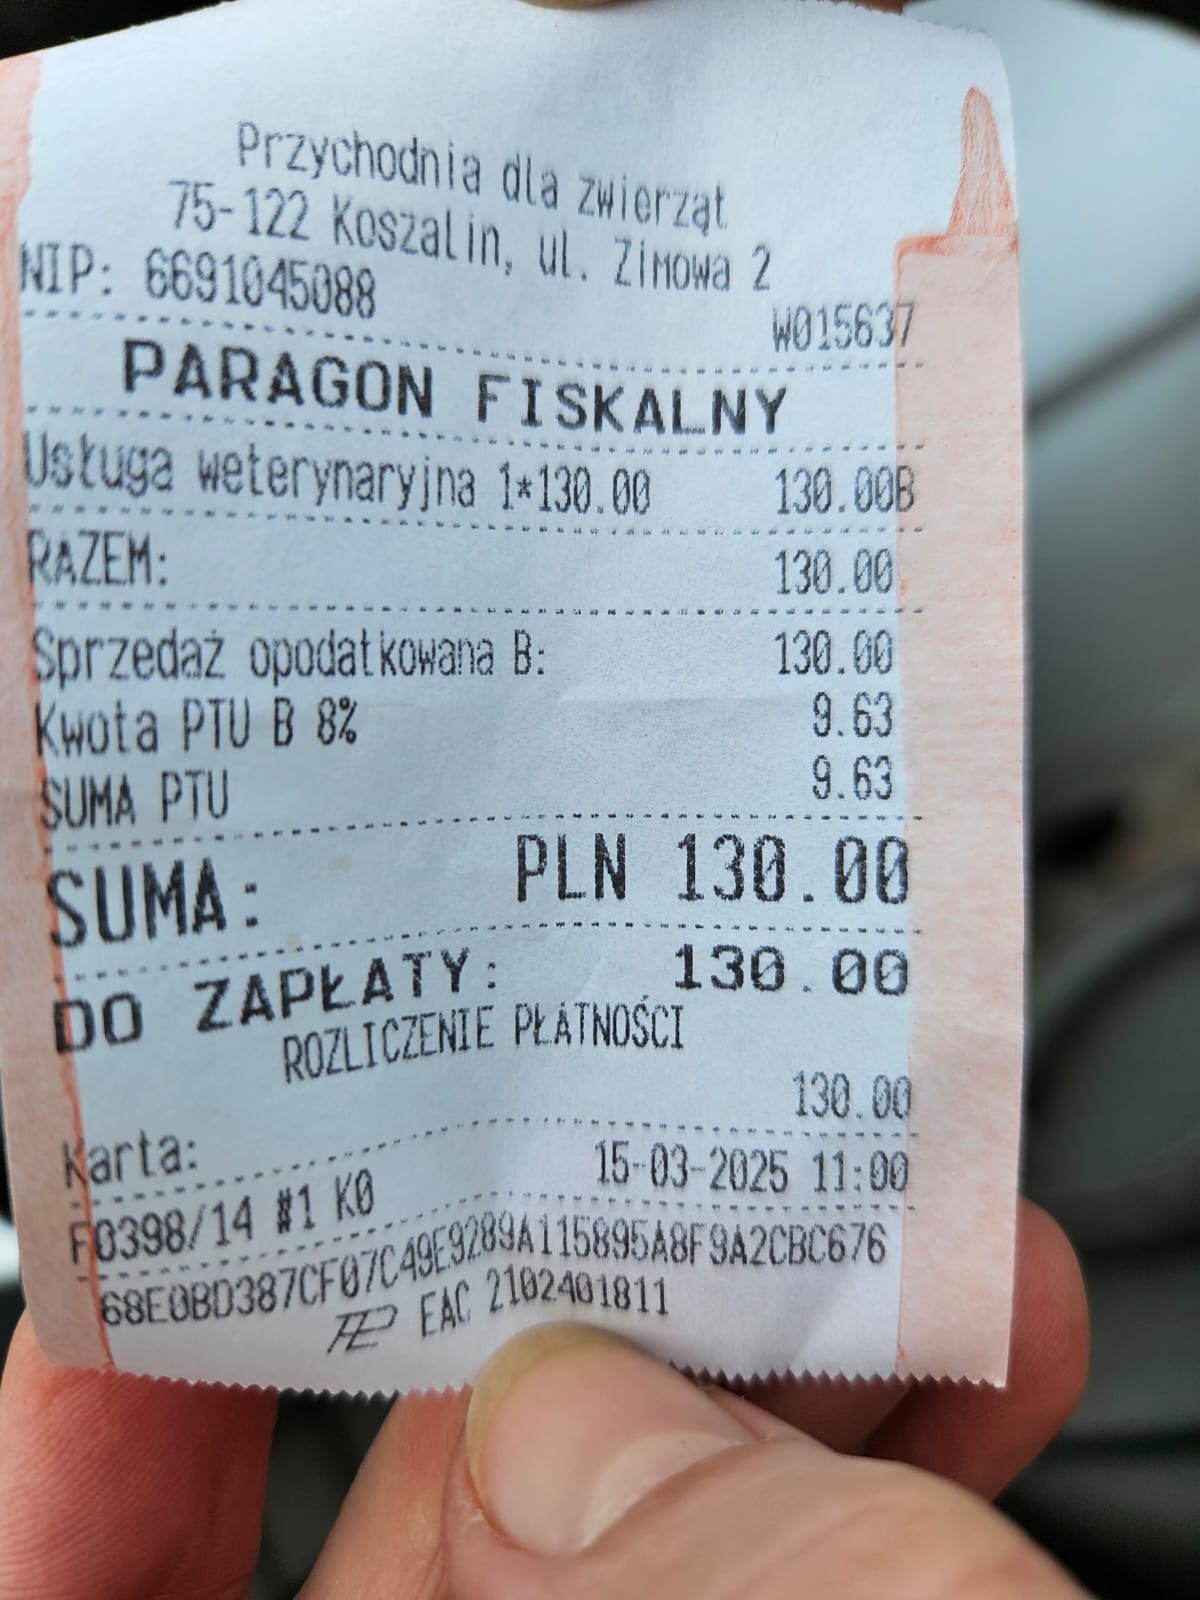 Przychodnia dla zwierząt
75-122 Koszalin, ul. Zimowa 2
NIP: 6691045088
W015637
PARAGON FISKALNY
Usługa weterynaryjna 1*130.00 130.00B
RAZEM: 130.00
Sprzedaż opodatkowana B: 130.00
Kwota PTU B 8% 9.63
SUMA PTU 9.63
SUMA: PLN 130.00
DO ZAPŁATY: 130.00
ROZLICZENIE PŁATNOŚCI
Karta: 130.00
F0398/14 #1 K0 15-03-2025 11:00
68E0BD387CF07C49E9289A115895A8F9A2CBC676
EAC 2102401811